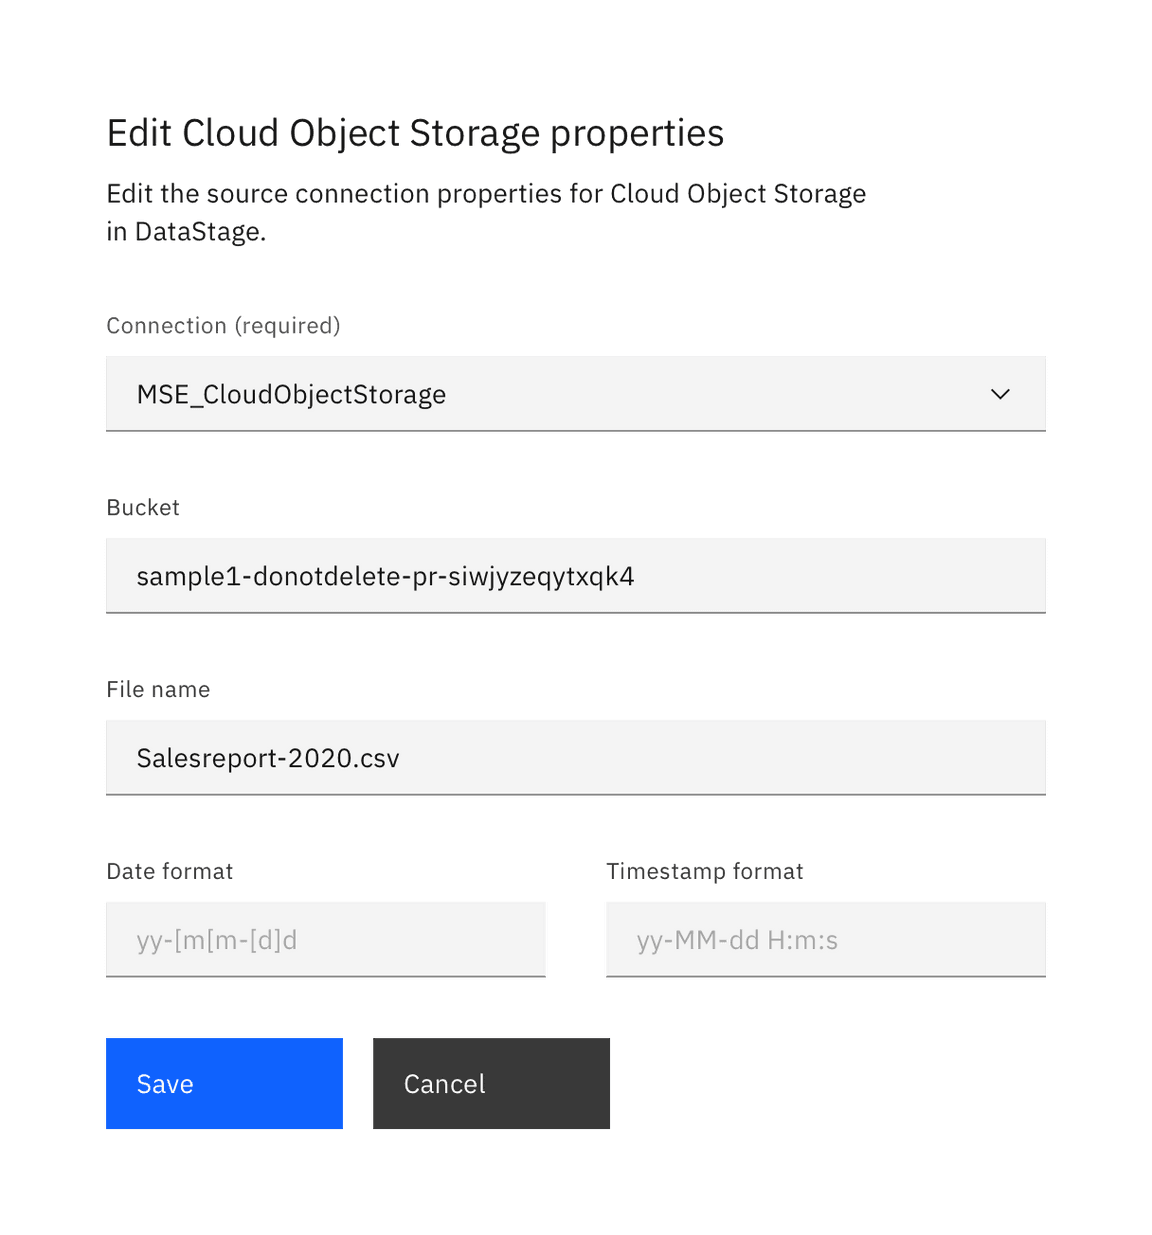 Edit Cloud Object Storage properties
Edit the source connection properties for Cloud Object Storage
in DataStage.
Connection (required)
MSE_CloudObjectStorage
Bucket
sample1-donotdelete-pr-siwjyzeqytxqk4
File name
Salesreport-2020.csv
Date format
yy-[m[m-[d]d
Timestamp format
yy-MM-dd H:m:s
Save
Cancel